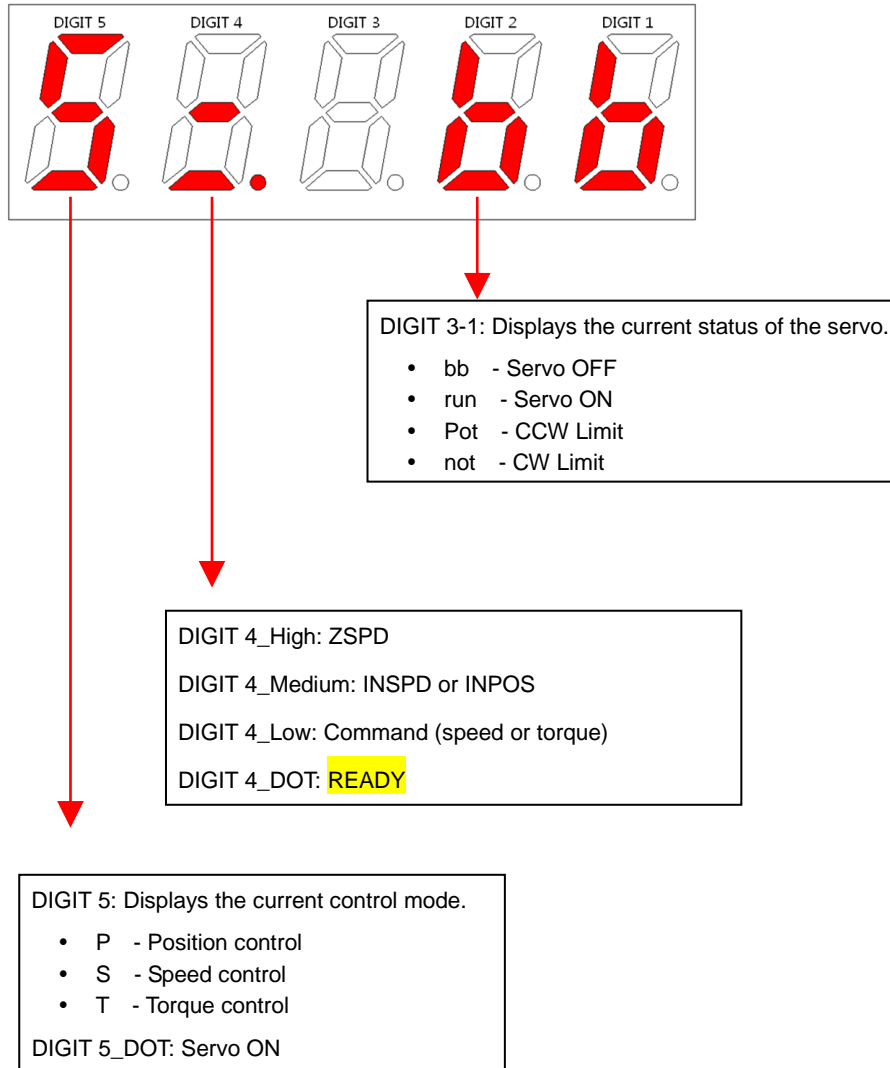 DIGIT 5 DIGIT 4 DIGIT 3 DIGIT 2 DIGIT 1
5 bb
DIGIT 3-1: Displays the current status of the servo.
• bb - Servo OFF
• run - Servo ON
• Pot - CCW Limit
• not - CW Limit
DIGIT 4_High: ZSPD
DIGIT 4_Medium: INSPD or INPOS
DIGIT 4_Low: Command (speed or torque)
DIGIT 4_DOT: READY
DIGIT 5: Displays the current control mode.
• P - Position control
• S - Speed control
• T - Torque control
DIGIT 5_DOT: Servo ON